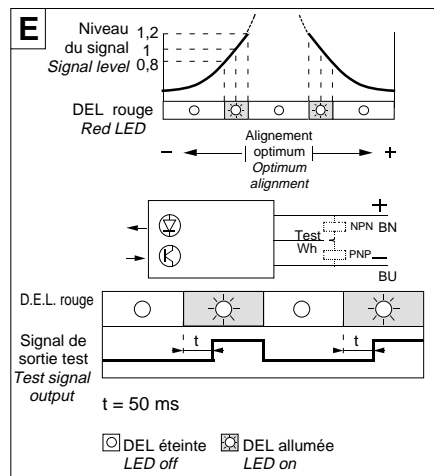 E
Niveau
du signal
Signal level
1,2
1
0,8
DEL rouge
Red LED
Alignement
optimum
Optimum
alignment
− +
+
NPN BN
Test
Wh
PNP −
BU
D.E.L. rouge
Signal de
sortie test
Test signal
output
t t
t = 50 ms
DEL éteinte DEL allumée
LED off LED on